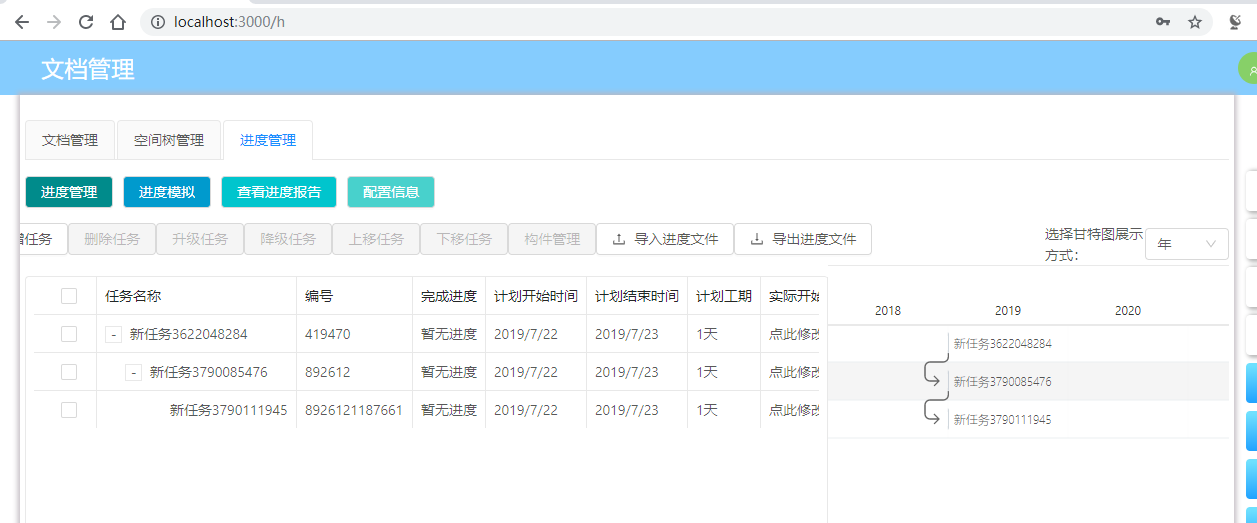 localhost:3000/h
文档管理
文档管理 空间树管理 进度管理
进度管理 进度模拟 查看进度报告 配置信息
任务 删除任务 升级任务 降级任务 上移任务 下移任务 构件管理 导入进度文件 导出进度文件
选择甘特图展示
方式：
年
任务名称 编号 完成进度 计划开始时间 计划结束时间 计划工期 实际开始
- 新任务3622048284 419470 暂无进度 2019/7/22 2019/7/23 1天 点此修改
- 新任务3790085476 892612 暂无进度 2019/7/22 2019/7/23 1天 点此修改
新任务3790111945 8926121187661 暂无进度 2019/7/22 2019/7/23 1天 点此修改
2018 2019 2020
新任务3622048284
新任务3790085476
新任务3790111945